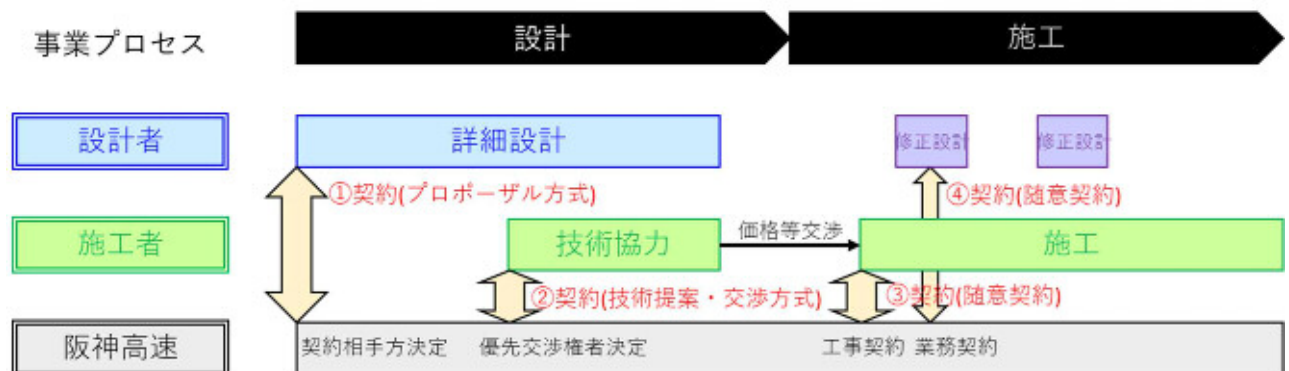 事業プロセス 設計 施工
設計者 詳細設計 修正設計 修正設計
①契約(プロポーザル方式) ④契約(随意契約)
施工者 技術協力 価格等交渉 施工
②契約(技術提案・交渉方式) ③契約(随意契約)
阪神高速 契約相手方決定 優先交渉権者決定 工事契約 業務契約